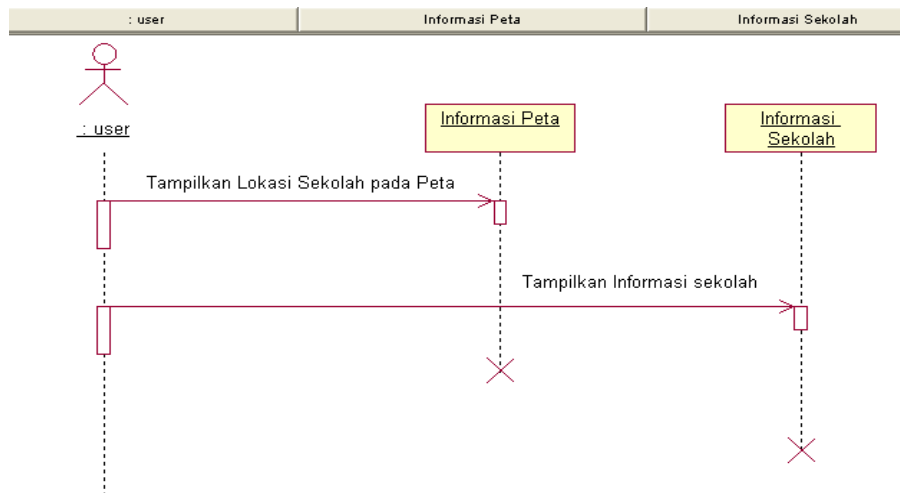 : user
Informasi Peta
Informasi Sekolah
: user
Informasi Peta
Informasi
Sekolah
Tampilkan Lokasi Sekolah pada Peta
Tampilkan Informasi sekolah